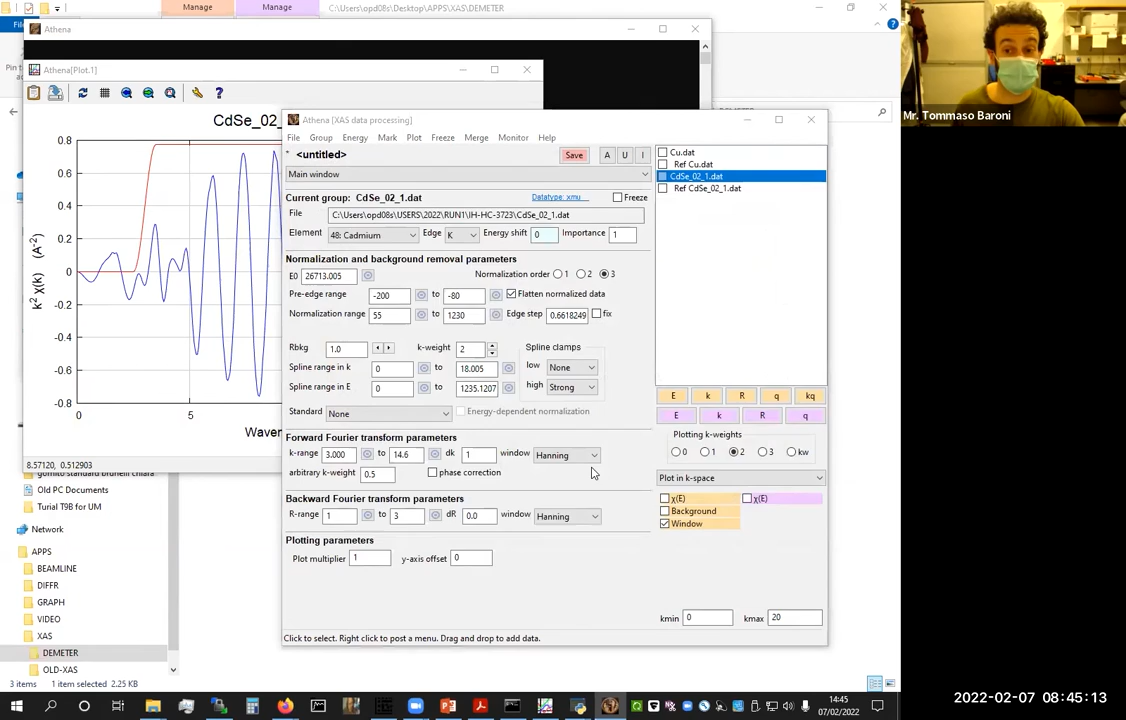 Manage
Manage
C:\Users\opd08s\Desktop\APPS\XAS\DEMETER
Athena
Athena[Plot.1]
CdSe_02_
0.8
0.6
0.4
0.2
0
-0.2
-0.4
-0.6
-0.8
k² χ(k) (Å⁻²)
0
5
Waven
8.57120, 0.512903
Athena [XAS data processing]
File Group Energy Mark Plot Freeze Merge Monitor Help
* <untitled>
Save
A U I
Main window
Current group: CdSe_02_1.dat
Datatype: xmu
Freeze
File C:\Users\opd08s\USERS\2022\RUN1\IH-HC-3723\CdSe_02_1.dat
Element 48: Cadmium Edge K Energy shift 0 Importance 1
Normalization and background removal parameters
E0 26713.005 Normalization order 1 2 3
Pre-edge range -200 to -80 Flatten normalized data
Normalization range 55 to 1230 Edge step 0.6618249 fix
Rbkg 1.0 k-weight 2 Spline clamps
Spline range in k 0 to 18.005 low None
Spline range in E 0 to 1235.1207 high Strong
Standard None Energy-dependent normalization
Forward Fourier transform parameters
k-range 3.000 to 14.6 dk 1 window Hanning
arbitrary k-weight 0.5 phase correction
Backward Fourier transform parameters
R-range 1 to 3 dR 0.0 window Hanning
Plotting parameters
Plot multiplier 1 y-axis offset 0
Click to select. Right click to post a menu. Drag and drop to add data.
Cu.dat
Ref Cu.dat
CdSe_02_1.dat
Ref CdSe_02_1.dat
E k R q kq
E k R q
Plotting k-weights
0 1 2 3 kw
Plot in k-space
χ(E) χ(E)
Background
Window
kmin 0 kmax 20
Old PC Documents
Turial T9B for UM
Network
APPS
BEAMLINE
DIFFR
GRAPH
VIDEO
XAS
DEMETER
OLD-XAS
3 items 1 item selected 2.25 KB
14:45
07/02/2022
Mr. Tommaso Baroni
2022-02-07 08:45:13